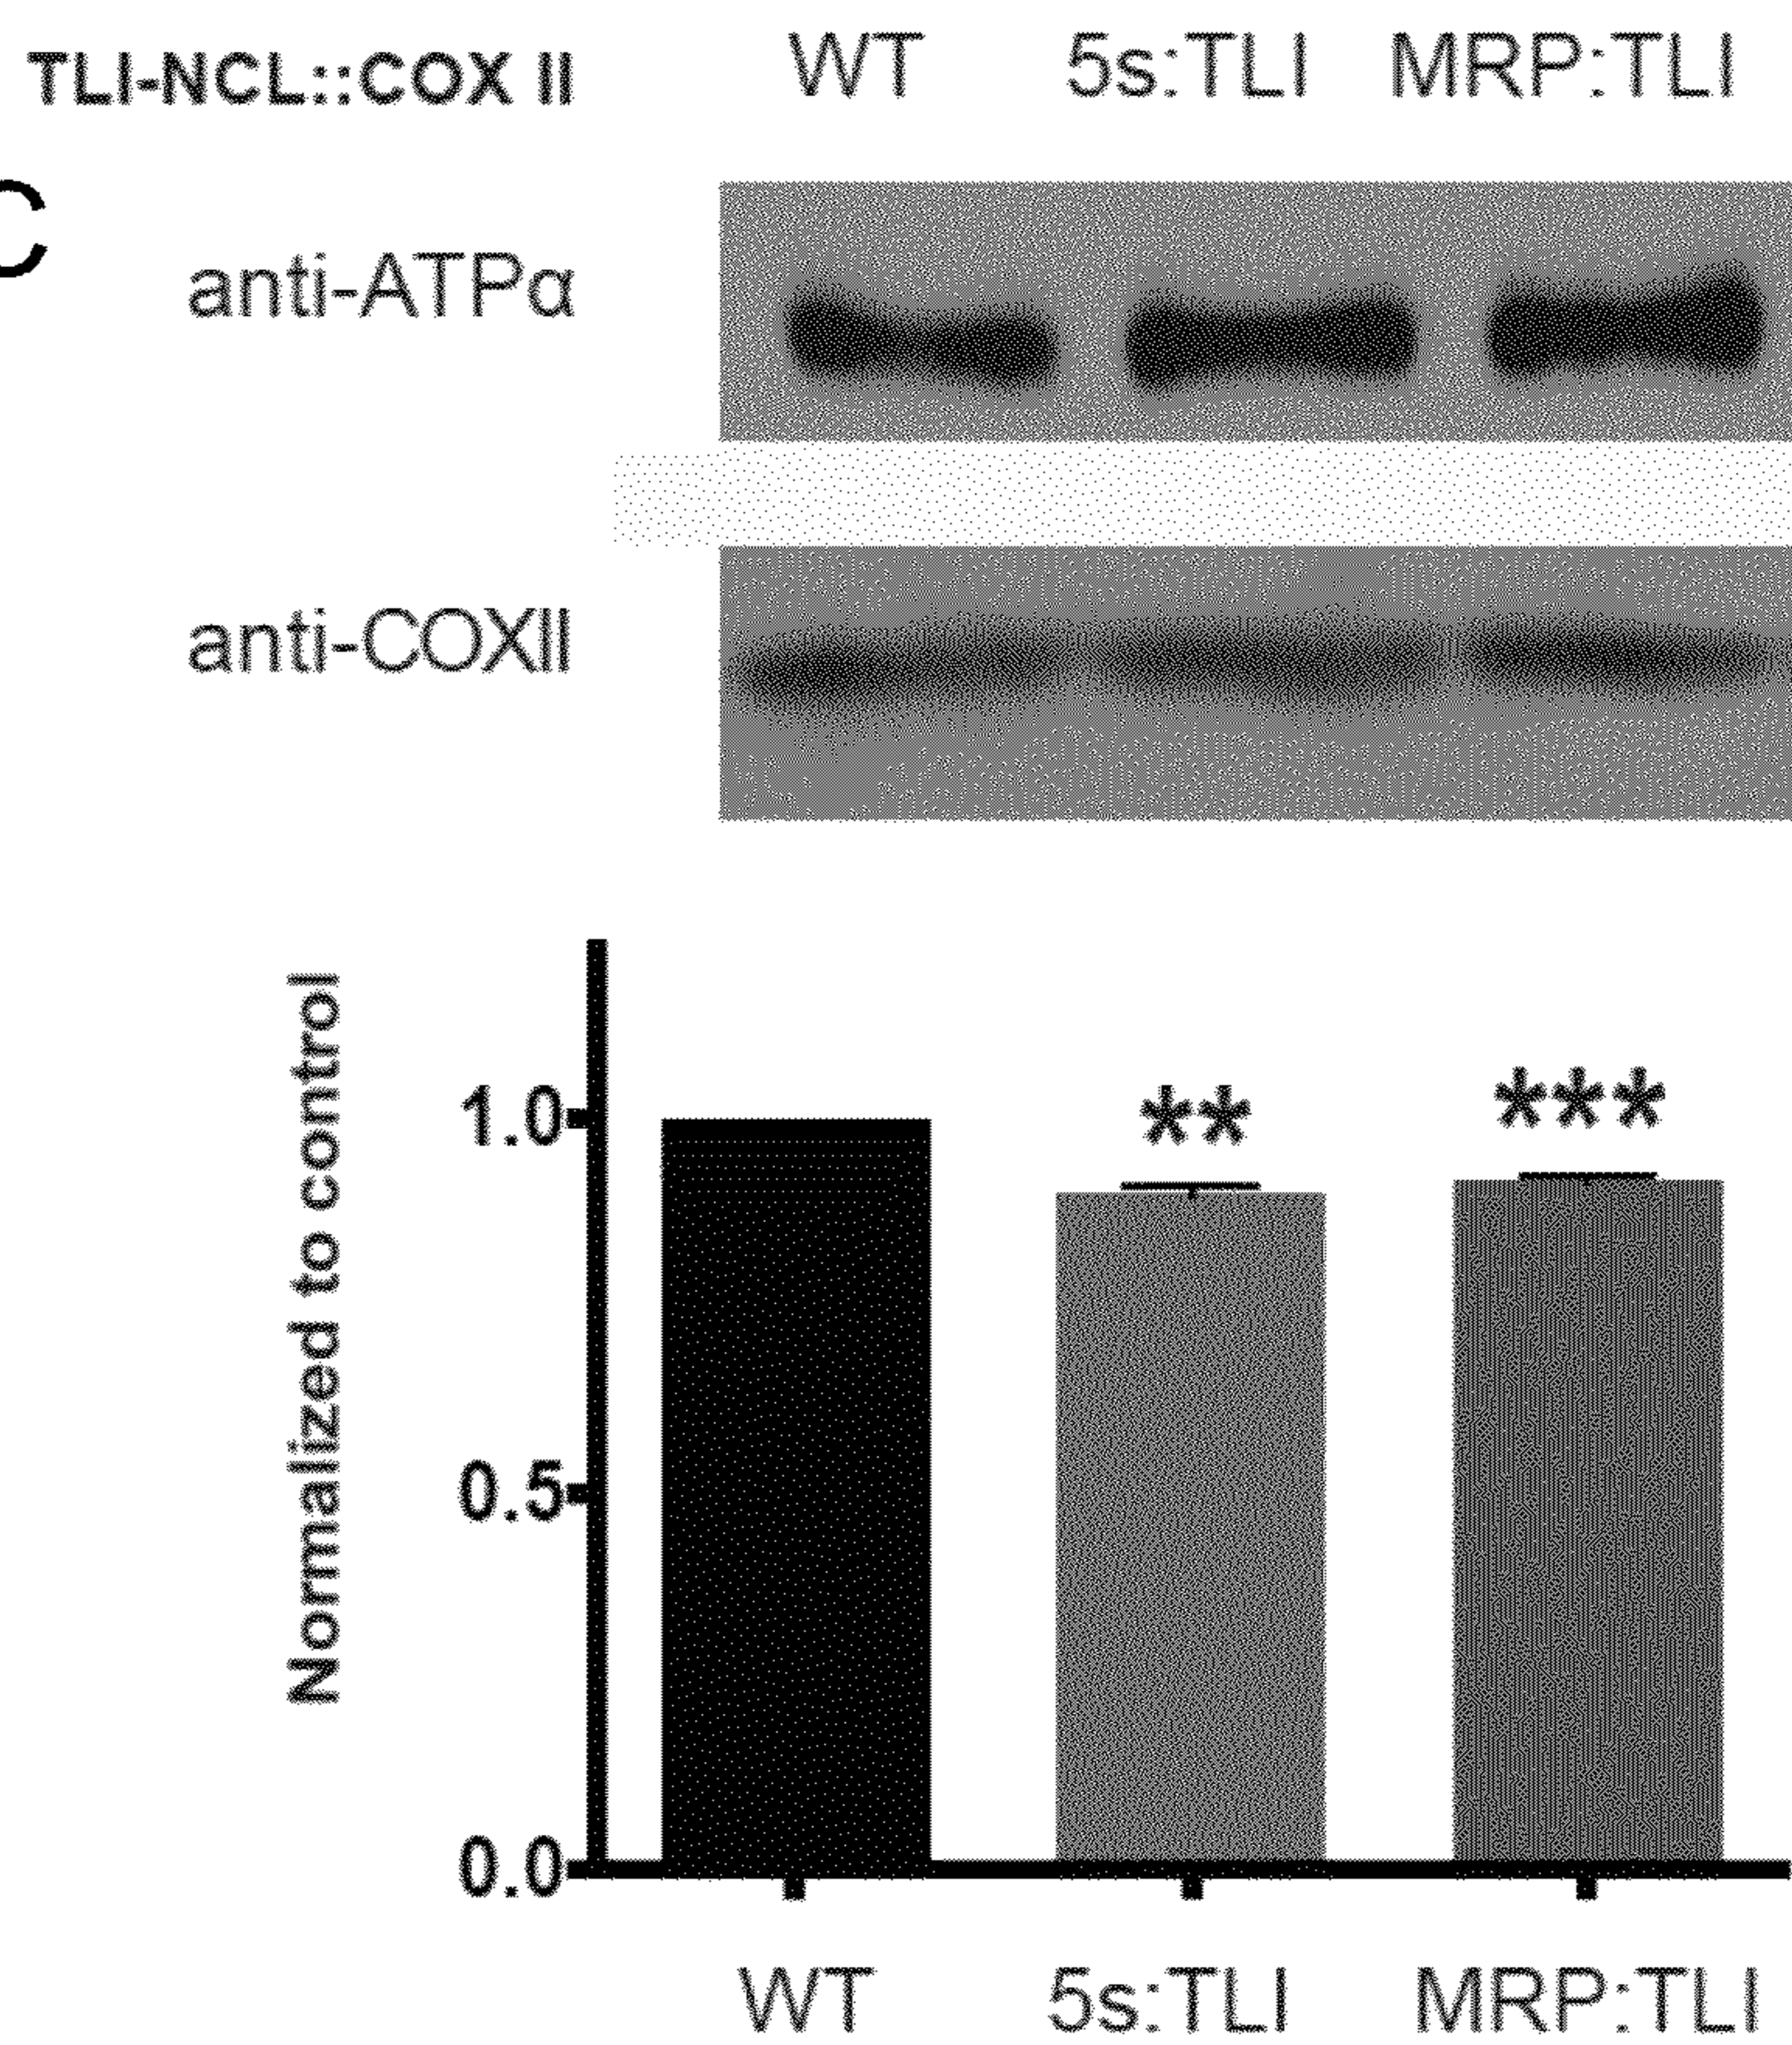 TLI-NCL::COX II
WT 5s:TLI MRP:TLI
C
anti-ATPα
anti-COXII
Normalized to control
** ***
1.0
0.5
0.0
WT 5s:TLI MRP:TLI